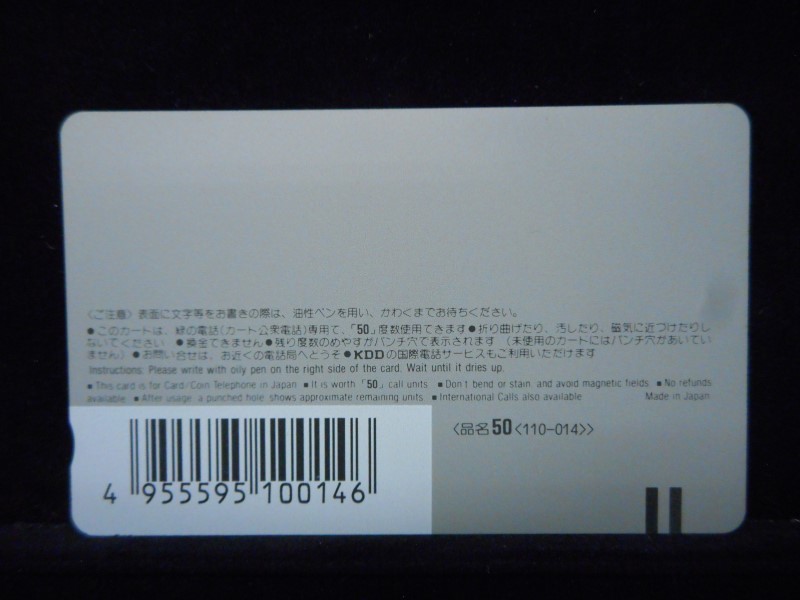 〈ご注意〉表面に文字等をお書きの際は、油性ペンを用い、かわくまでお待ちください。
●このカードは、緑の電話(カード公衆電話)専用で、「50」度数使用できます●折り曲げたり、汚したり、磁気に近づけたりし
ないでください ●換金できません●残り度数のめやすがパンチ穴で表示されます (未使用のカードにはパンチ穴があいてい
ません)●お問い合せは、お近くの電話局へどうぞ●KDDの国際電話サービスもご利用いただけます
Instructions: Please write with oily pen on the right side of the card. Wait until it dries up.
■ This card is for Card/Coin Telephone in Japan ■ It is worth「50」call units ■ Don't bend or stain, and avoid magnetic fields ■ No refunds
available ■ After usage, a punched hole, shows approximate remaining units ■ International Calls also available Made in Japan
〈品名50<110-014>〉
4 955595 100146